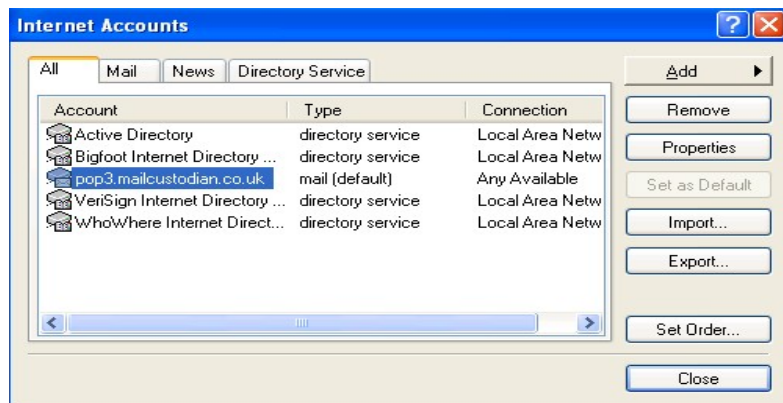 Internet Accounts
All Mail News Directory Service
Account Type Connection
Active Directory directory service Local Area Netw
Bigfoot Internet Directory ... directory service Local Area Netw
pop3.mailcustodian.co.uk mail (default) Any Available
VeriSign Internet Directory ... directory service Local Area Netw
WhoWhere Internet Direct... directory service Local Area Netw
Add
Remove
Properties
Set as Default
Import...
Export...
Set Order...
Close